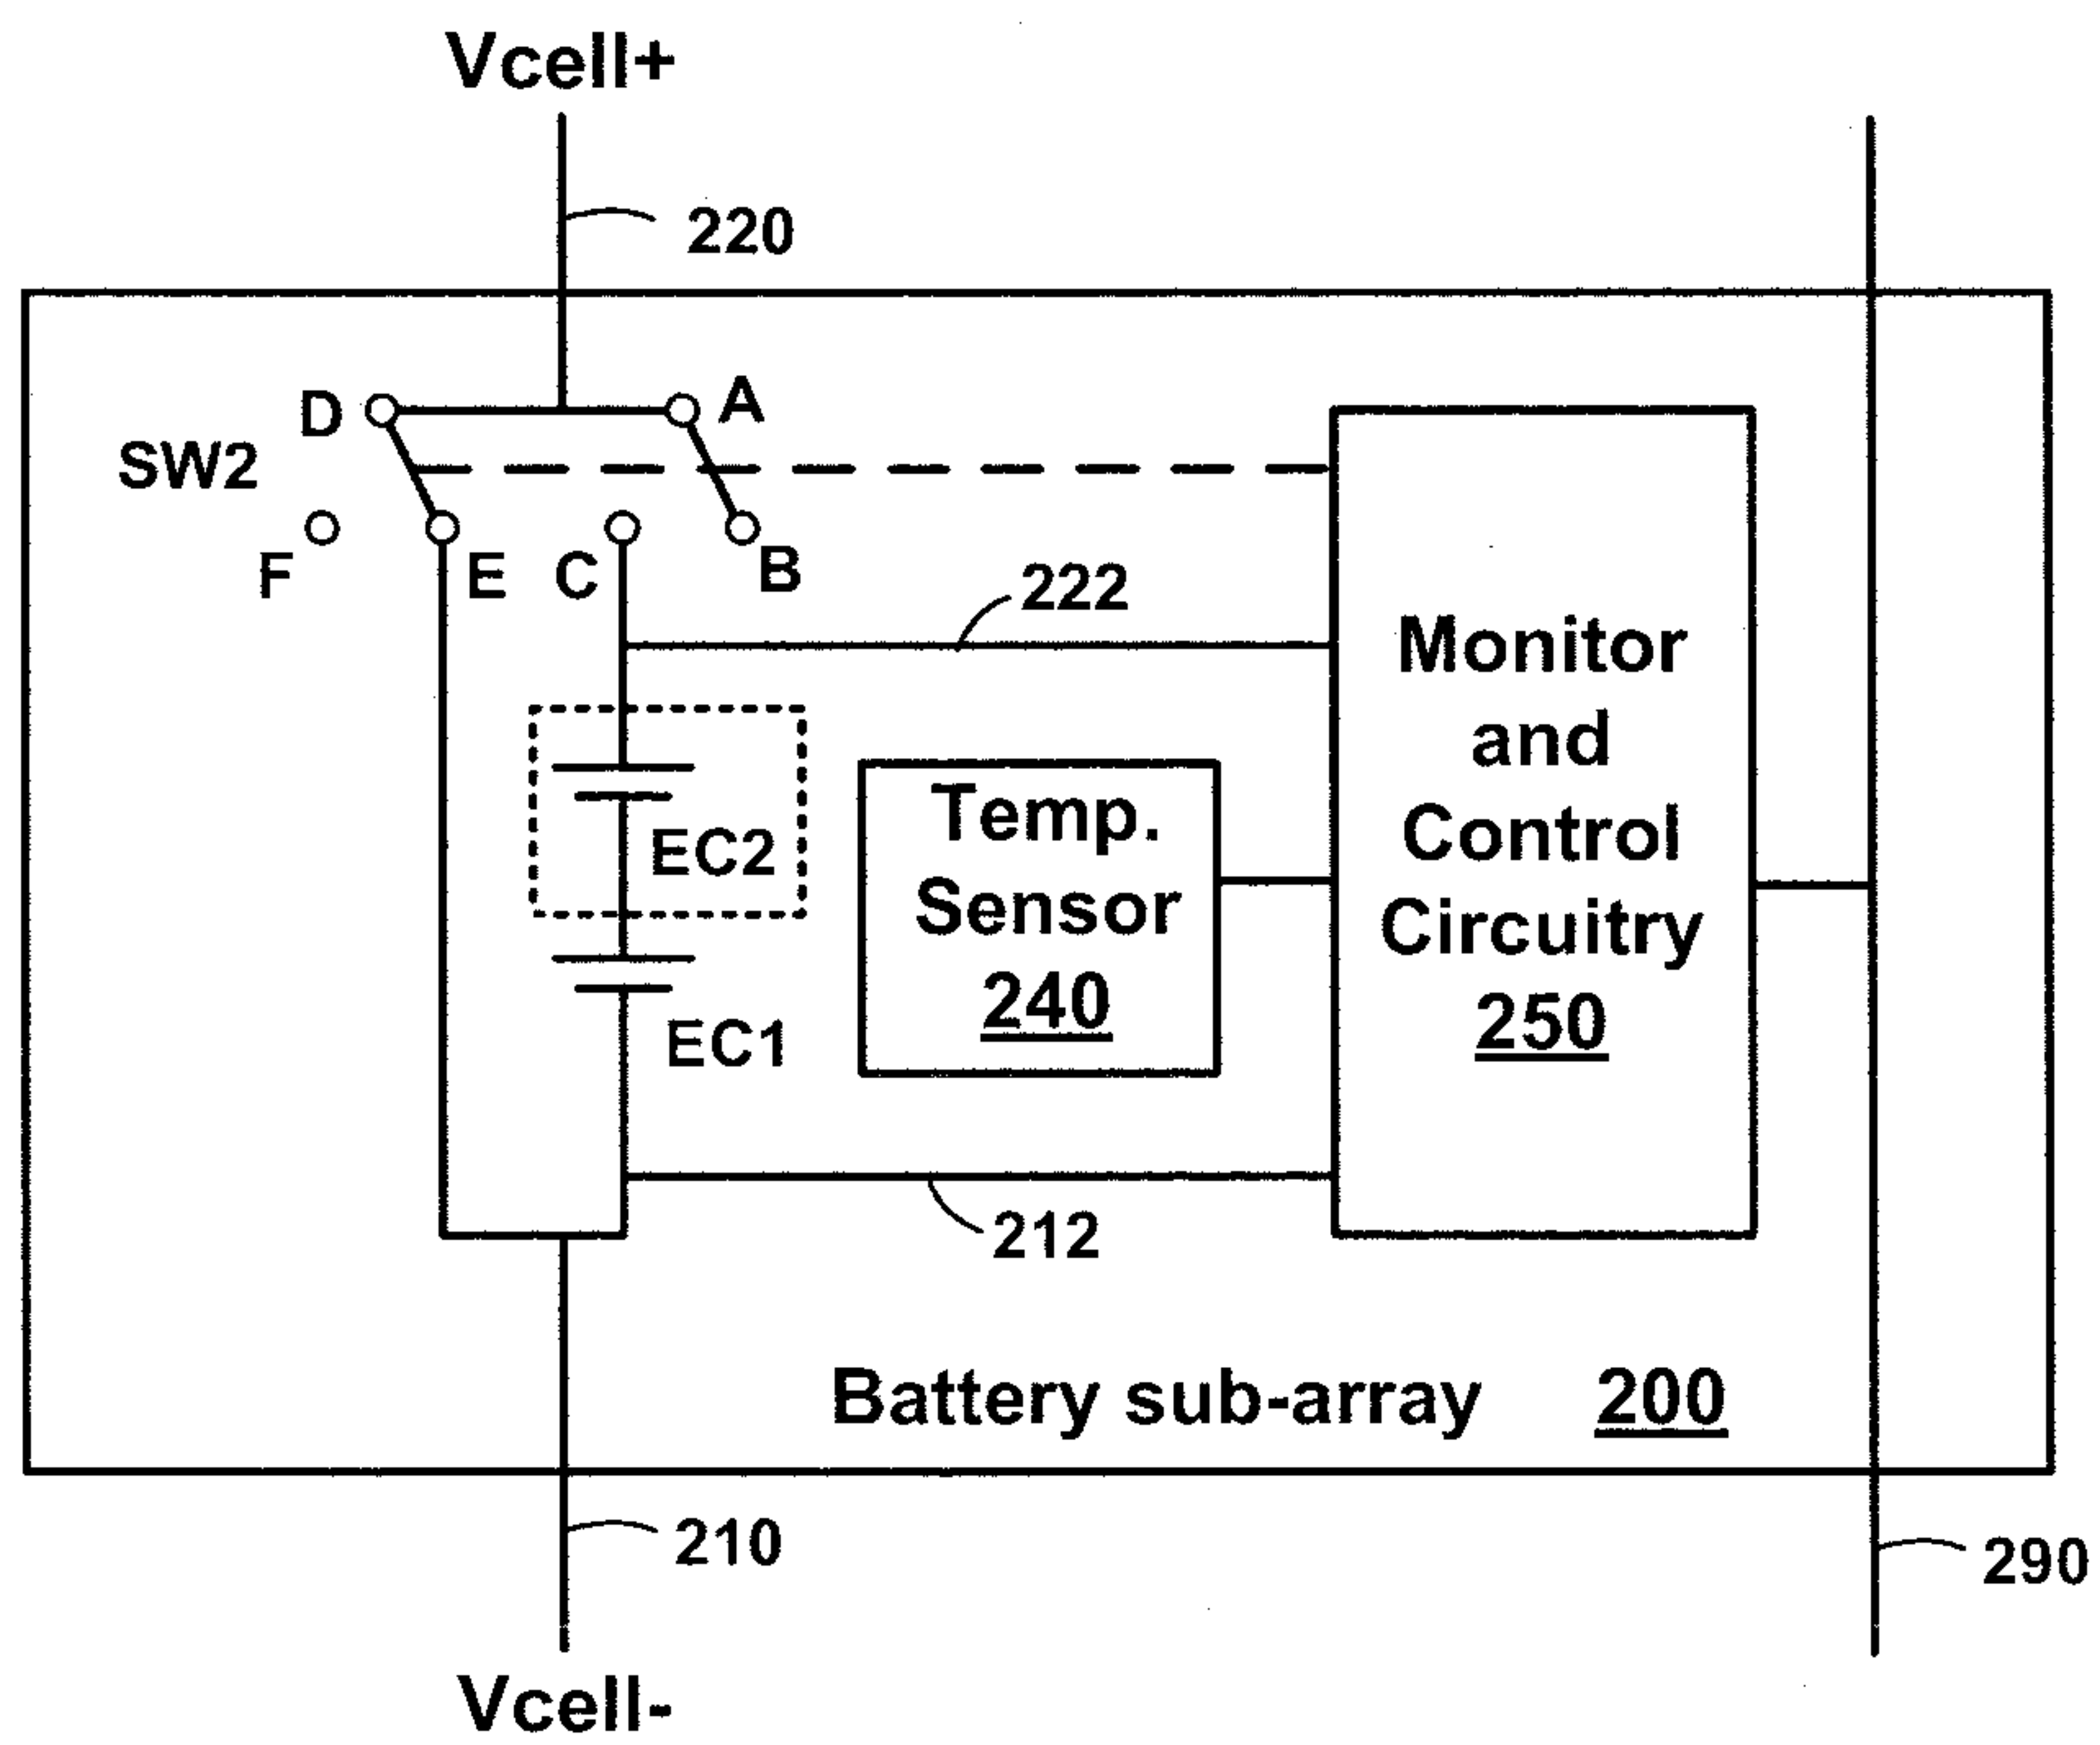 Vcell+
220
D
A
SW2
F
E
C
B
222
Monitor
and
Control
Circuitry
250
Temp.
Sensor
240
EC2
EC1
212
Battery sub-array 200
210
290
Vcell-